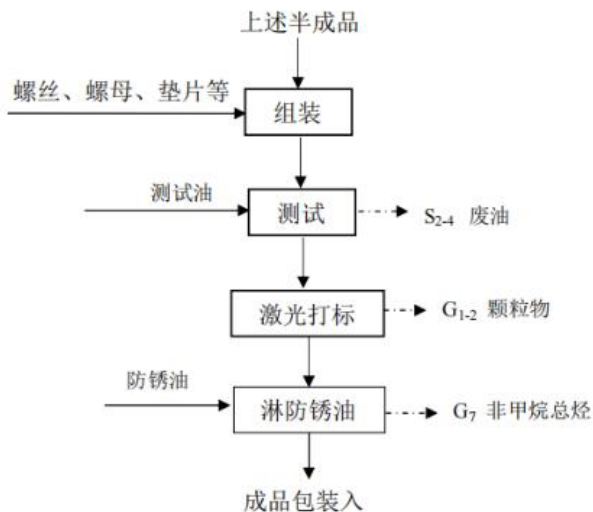 上述半成品
螺丝、螺母、垫片等
组装
测试油
测试
S2-4 废油
激光打标
G1-2 颗粒物
防锈油
淋防锈油
G7 非甲烷总烃
成品包装入